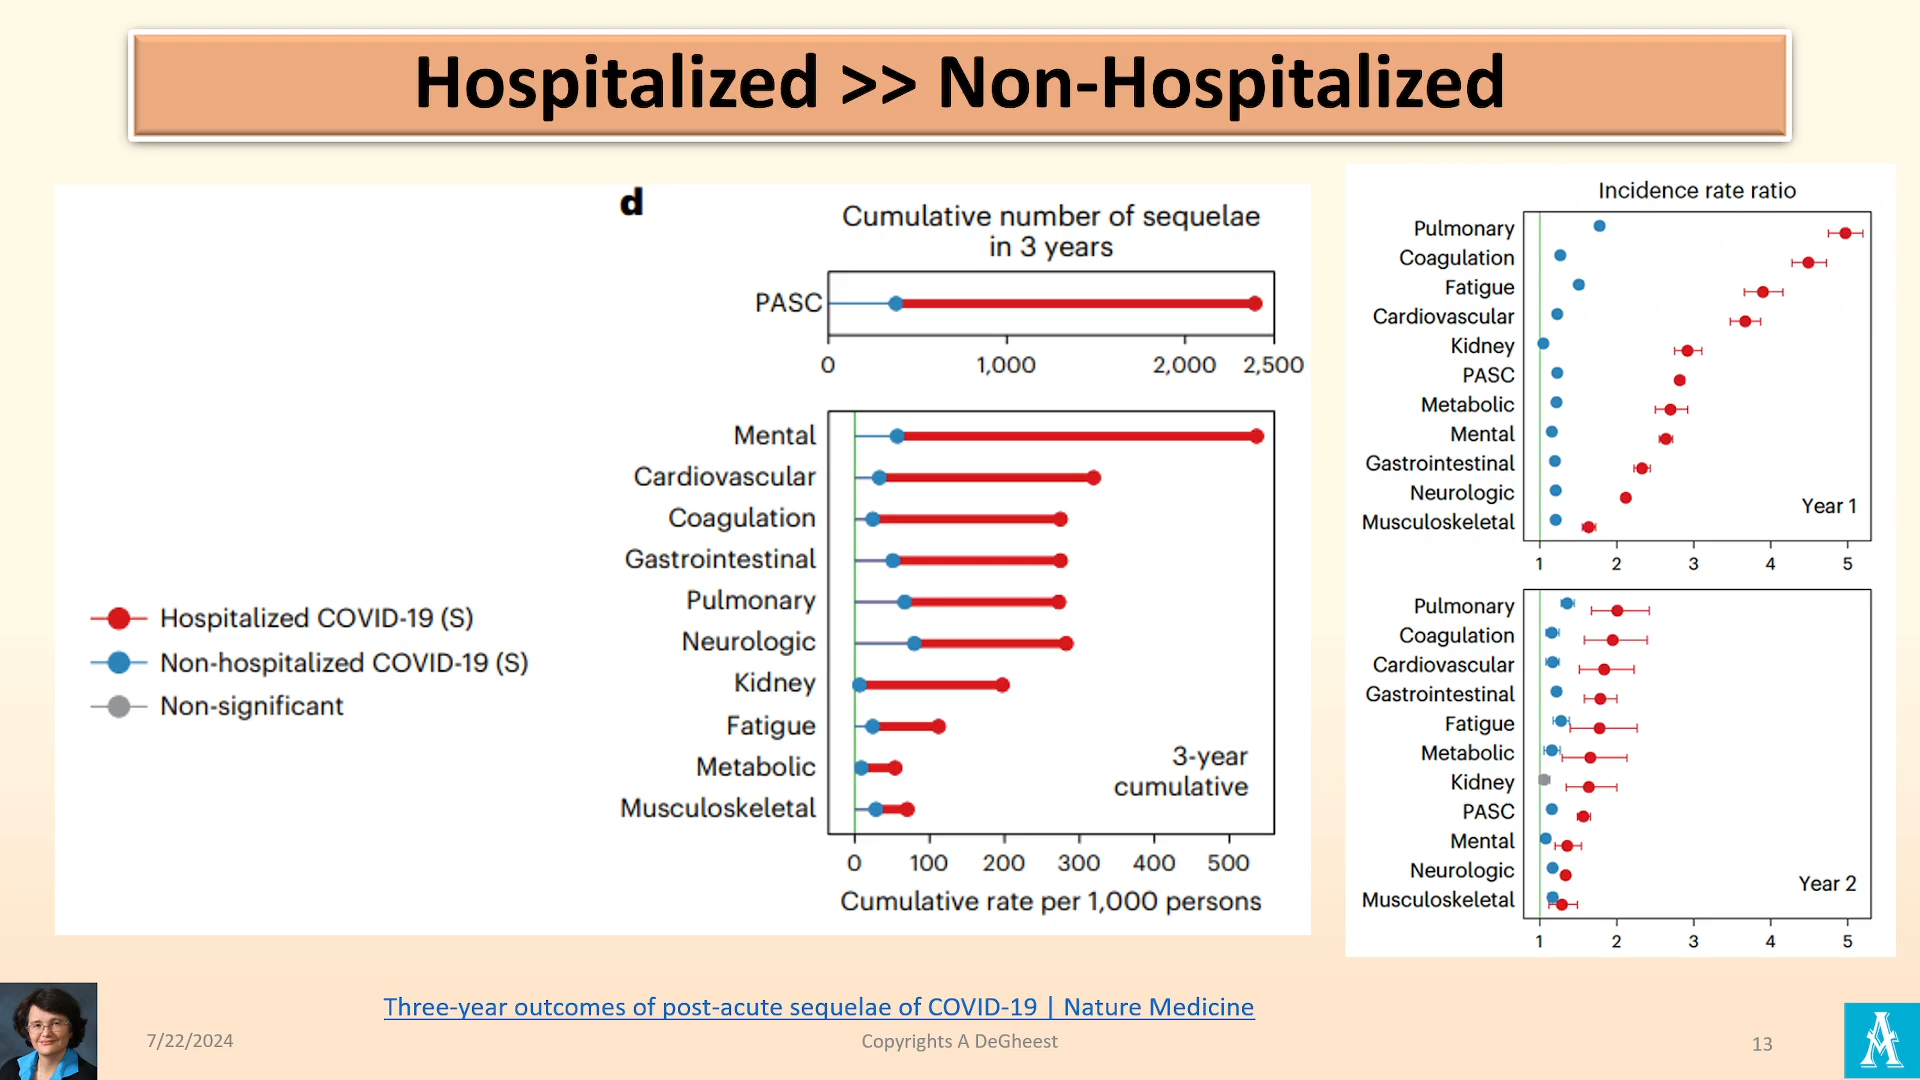 Hospitalized >> Non-Hospitalized
d
Cumulative number of sequelae
in 3 years
PASC
0 1,000 2,000 2,500
Mental
Cardiovascular
Coagulation
Gastrointestinal
Pulmonary
Neurologic
Kidney
Fatigue
Metabolic
Musculoskeletal
3-year
cumulative
0 100 200 300 400 500
Cumulative rate per 1,000 persons
Hospitalized COVID-19 (S)
Non-hospitalized COVID-19 (S)
Non-significant
Incidence rate ratio
Pulmonary
Coagulation
Fatigue
Cardiovascular
Kidney
PASC
Metabolic
Mental
Gastrointestinal
Neurologic
Musculoskeletal
Year 1
1 2 3 4 5
Pulmonary
Coagulation
Cardiovascular
Gastrointestinal
Fatigue
Metabolic
Kidney
PASC
Mental
Neurologic
Musculoskeletal
Year 2
1 2 3 4 5
Three-year outcomes of post-acute sequelae of COVID-19 | Nature Medicine
7/22/2024
Copyrights A DeGheest
13
A